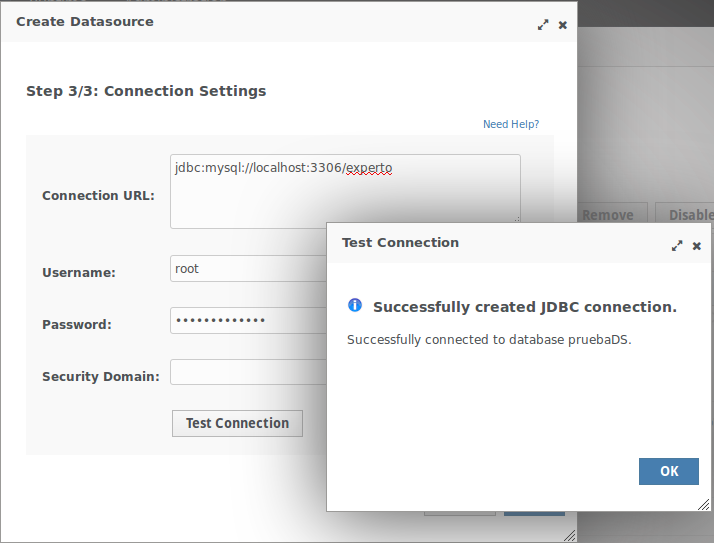 Create Datasource
Step 3/3: Connection Settings
Need Help?
Connection URL:
jdbc:mysql://localhost:3306/experto
Username:
root
Password:
•••••••••••••
Security Domain:
Test Connection
Remove
Disable
Test Connection
Successfully created JDBC connection.
Successfully connected to database pruebaDS.
OK